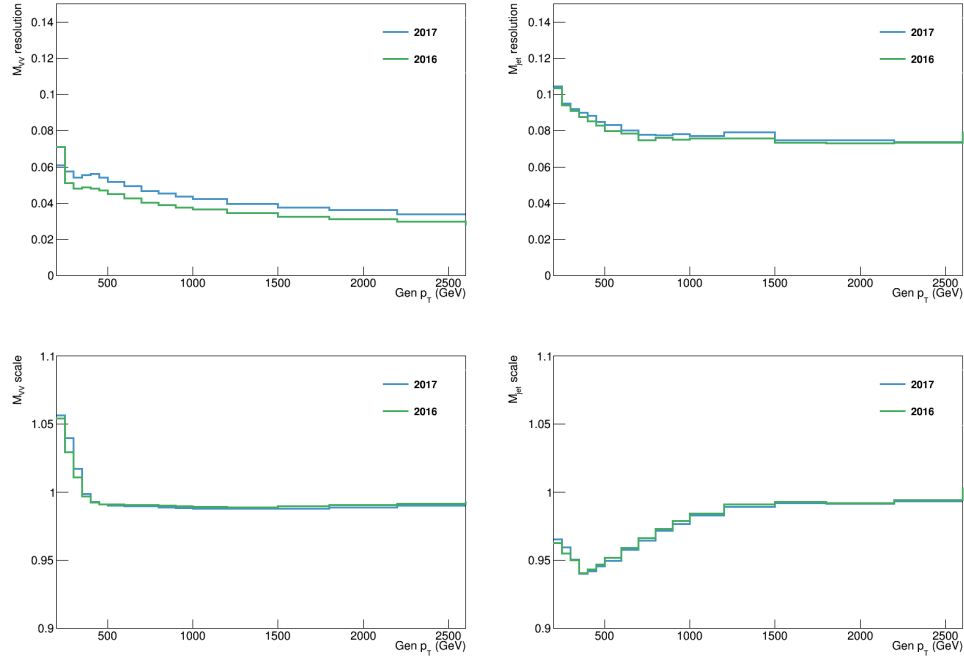 M_VV resolution
0.14
0.12
0.1
0.08
0.06
0.04
0.02
0
2017
2016
500 1000 1500 2000 2500
Gen p_T (GeV)
M_jet resolution
0.14
0.12
0.1
0.08
0.06
0.04
0.02
0
2017
2016
500 1000 1500 2000 2500
Gen p_T (GeV)
M_VV scale
1.1
1.05
1
0.95
0.9
2017
2016
500 1000 1500 2000 2500
Gen p_T (GeV)
M_jet scale
1.1
1.05
1
0.95
0.9
2017
2016
500 1000 1500 2000 2500
Gen p_T (GeV)